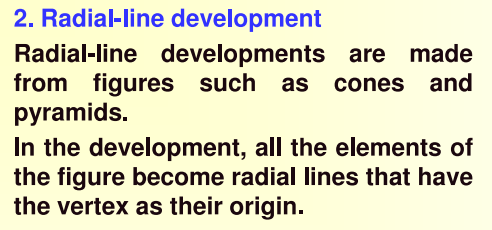 2. Radial-line development
Radial-line developments are made
from figures such as cones and
pyramids.
In the development, all the elements of
the figure become radial lines that have
the vertex as their origin.